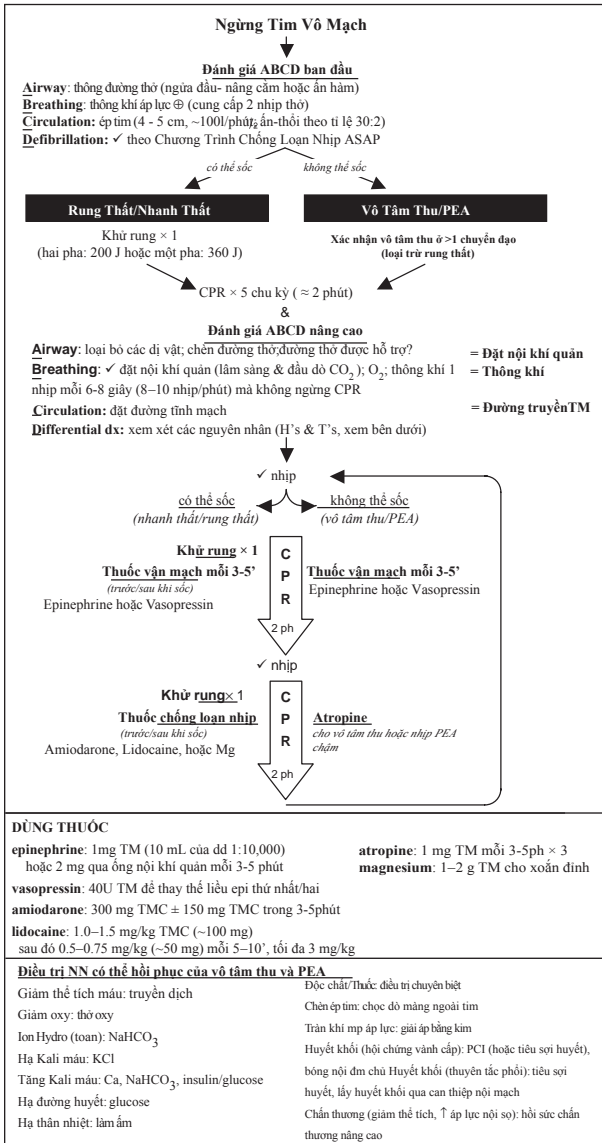 Ngừng Tim Vô Mạch
Đánh giá ABCD ban đầu
Airway: thông đường thở (ngửa đầu- nâng cằm hoặc ấn hàm)
Breathing: thông khí áp lực ⊕ (cung cấp 2 nhịp thở)
Circulation: ép tim (4 - 5 cm, ~100l/phút, ấn-thổi theo tỉ lệ 30:2)
Defibrillation: ✓ theo Chương Trình Chống Loạn Nhịp ASAP
có thể sốc
không thể sốc
Rung Thất/Nhanh Thất
Vô Tâm Thu/PEA
Khử rung × 1
(hai pha: 200 J hoặc một pha: 360 J)
Xác nhận vô tâm thu ở >1 chuyển đạo
(loại trừ rung thất)
CPR × 5 chu kỳ ( ≈ 2 phút)
&
Đánh giá ABCD nâng cao
Airway: loại bỏ các dị vật; chèn đường thở;đường thở được hỗ trợ?
= Đặt nội khí quản
Breathing: ✓ đặt nội khí quản (lâm sàng & đầu dò CO2); O2; thông khí 1
= Thông khí
nhịp mỗi 6-8 giây (8–10 nhịp/phút) mà không ngừng CPR
Circulation: đặt đường tĩnh mạch
= Đường truyềnTM
Differential dx: xem xét các nguyên nhân (H's & T's, xem bên dưới)
✓ nhịp
có thể sốc
không thể sốc
(nhanh thất/rung thất)
(vô tâm thu/PEA)
Khử rung × 1
Thuốc vận mạch mỗi 3-5’
(trước/sau khi sốc)
Epinephrine hoặc Vasopressin
C
P
R
2 ph
Thuốc vận mạch mỗi 3-5’
Epinephrine hoặc Vasopressin
✓ nhịp
Khử rung× 1
Thuốc chống loạn nhịp
(trước/sau khi sốc)
Amiodarone, Lidocaine, hoặc Mg
C
P
R
2 ph
Atropine
cho vô tâm thu hoặc nhịp PEA
chậm
DÙNG THUỐC
epinephrine: 1mg TM (10 mL của dd 1:10,000)
hoặc 2 mg qua ống nội khí quản mỗi 3-5 phút
vasopressin: 40U TM để thay thế liều epi thứ nhất/hai
amiodarone: 300 mg TMC ± 150 mg TMC trong 3-5phút
lidocaine: 1.0–1.5 mg/kg TMC (~100 mg)
sau đó 0.5–0.75 mg/kg (~50 mg) mỗi 5–10’, tối đa 3 mg/kg
atropine: 1 mg TM mỗi 3-5ph × 3
magnesium: 1–2 g TM cho xoắn đỉnh
Điều trị NN có thể hồi phục của vô tâm thu và PEA
Giảm thể tích máu: truyền dịch
Giảm oxy: thở oxy
Ion Hydro (toan): NaHCO3
Hạ Kali máu: KCl
Tăng Kali máu: Ca, NaHCO3, insulin/glucose
Hạ đường huyết: glucose
Hạ thân nhiệt: làm ấm
Độc chất/Thuốc: điều trị chuyên biệt
Chèn ép tim: chọc dò màng ngoài tim
Tràn khí mp áp lực: giải áp bằng kim
Huyết khối (hội chứng vành cấp): PCI (hoặc tiêu sợi huyết),
bóng nội đm chủ Huyết khối (thuyên tắc phổi): tiêu sợi
huyết, lấy huyết khối qua can thiệp nội mạch
Chấn thương (giảm thể tích, ↑ áp lực nội sọ): hồi sức chấn
thương nâng cao